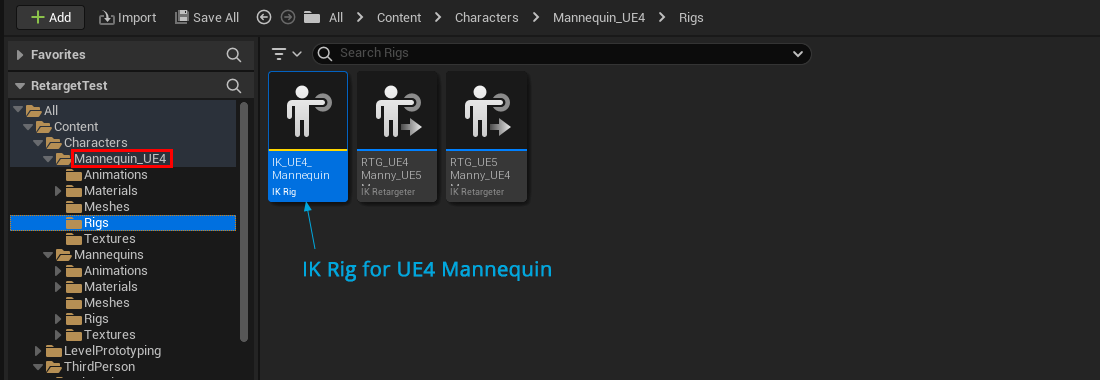 Add
Import
Save All
All
Content
Characters
Mannequin_UE4
Rigs
Favorites
Search Rigs
RetargetTest
All
Content
Characters
Mannequin_UE4
Animations
Materials
Meshes
Rigs
Textures
Mannequins
Animations
Materials
Meshes
Rigs
Textures
LevelPrototyping
ThirdPerson
IK_UE4_
Mannequin
IK Rig
RTG_UE4
Manny_UE5
IK Retargeter
RTG_UE5
Manny_UE4
IK Retargeter
IK Rig for UE4 Mannequin